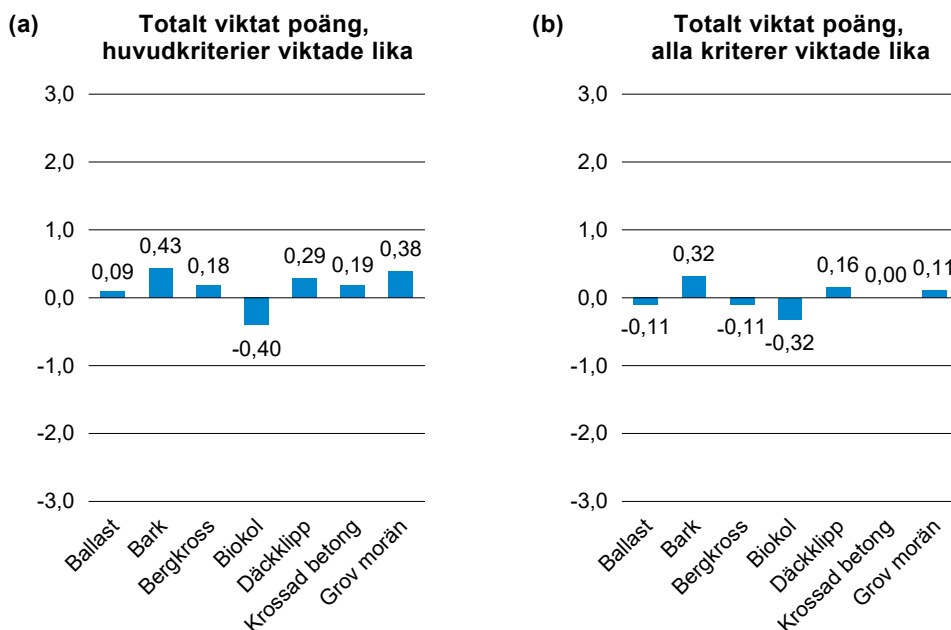 (a)
Totalt viktat poäng,
huvudkriterier viktade lika
3,0
2,0
1,0
0,0
-1,0
-2,0
-3,0
0,09
0,43
0,18
-0,40
0,29
0,19
0,38
Ballast
Bark
Bergkross
Biokol
Däckklipp
Krossad betong
Grov morän
(b)
Totalt viktat poäng,
alla kriterer viktade lika
3,0
2,0
1,0
0,0
-1,0
-2,0
-3,0
-0,11
0,32
-0,11
-0,32
0,16
0,00
0,11
Ballast
Bark
Bergkross
Biokol
Däckklipp
Krossad betong
Grov morän